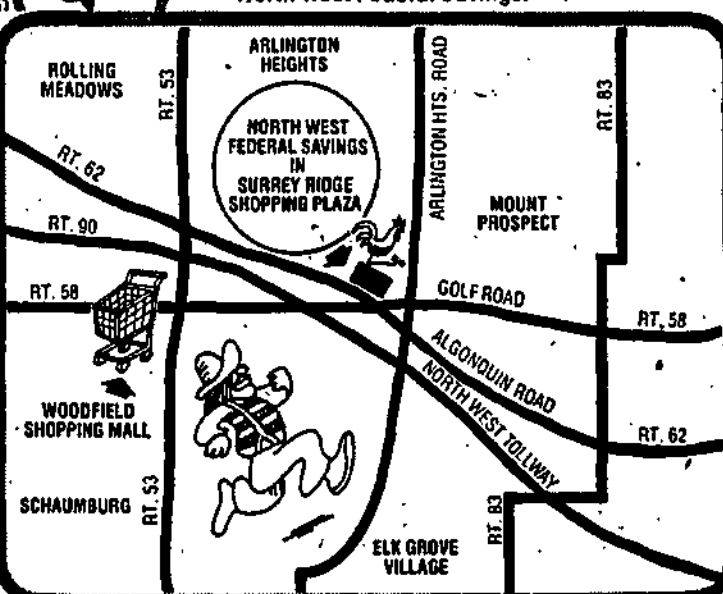 ROLLING
MEADOWS
RT. 53
ARLINGTON
HEIGHTS
ARLINGTON HTS. ROAD
RT. 83
NORTH WEST
FEDERAL SAVINGS
IN
SURREY RIDGE
SHOPPING PLAZA
RT. 62
MOUNT
PROSPECT
RT. 90
RT. 58
GOLF ROAD
RT. 58
ALGONQUIN ROAD
NORTH WEST TOLLWAY
WOODFIELD
SHOPPING MALL
RT. 62
SCHAUMBURG
RT. 53
RT. 83
ELK GROVE
VILLAGE